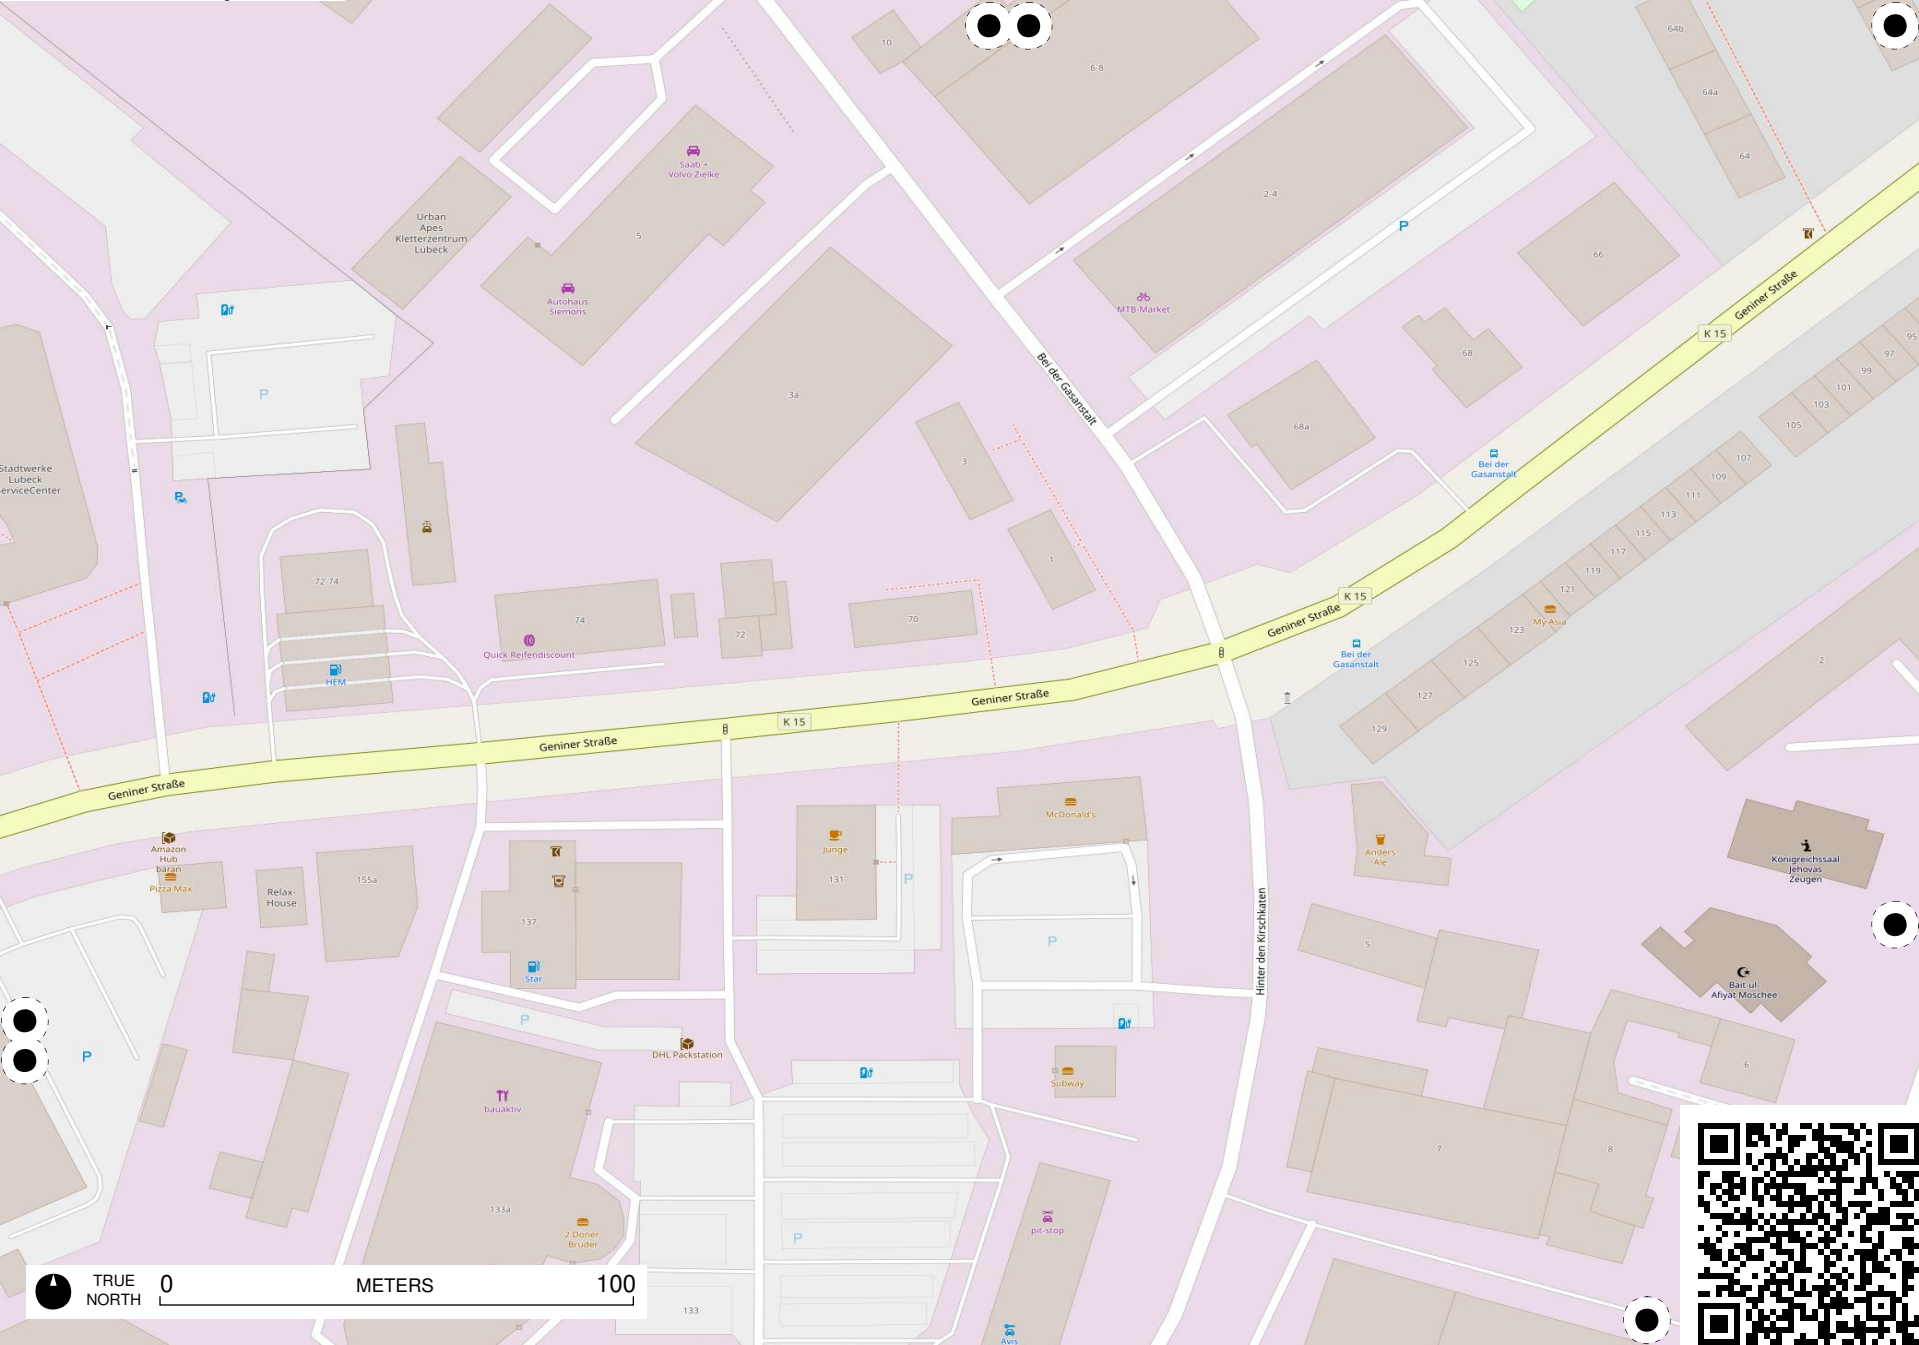 10
6-8
64b
64a
64
Saab +
Volvo Zielke
2-4
P
66
Urban
Apes
Kletterzentrum
Lübeck
5
Autohaus
Siemons
MTB-Market
Geniner Straße
K 15
68
95
97
99
101
103
105
Bei der Gasanstalt
3a
P
68a
3
Bei der
Gasanstalt
107
109
111
113
115
117
119
121
123
125
127
129
My Asia
Stadtwerke
Lübeck
ServiceCenter
P
72-74
1
74
Quick Reifendiscount
72
70
HEM
K 15
Geniner Straße
Bei der
Gasanstalt
2
Geniner Straße
K 15
Geniner Straße
Geniner Straße
McDonald's
Junge
131
P
Amazon
Hub
baran
Pizza Max
Relax-
House
155a
137
Star
P
Anders
Ale
Königreichssaal
Jehovas
Zeugen
Hinter den Kirschkaten
5
Bait-ul-
Afiyat Moschee
P
P
DHL Packstation
Subway
6
bauaktiv
7
8
133a
2 Döner
Bruder
P
pit-stop
133
Avis
TRUE
NORTH
0
METERS
100